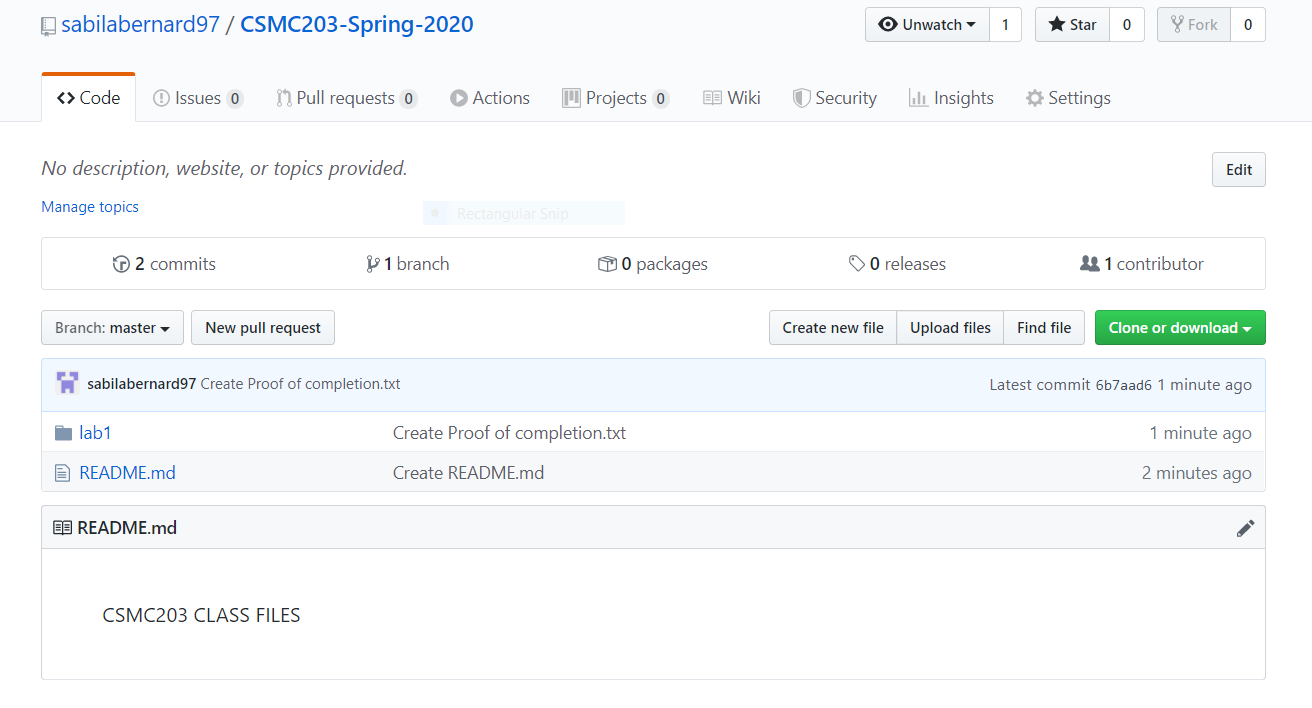 sabilabernard97 / CSMC203-Spring-2020 Unwatch 1 Star 0 Fork 0
Code Issues 0 Pull requests 0 Actions Projects 0 Wiki Security Insights Settings
No description, website, or topics provided. Edit
Manage topics
Rectangular Snip
2 commits 1 branch 0 packages 0 releases 1 contributor
Branch: master New pull request Create new file Upload files Find file Clone or download
sabilabernard97 Create Proof of completion.txt Latest commit 6b7aad6 1 minute ago
lab1 Create Proof of completion.txt 1 minute ago
README.md Create README.md 2 minutes ago
README.md
CSMC203 CLASS FILES